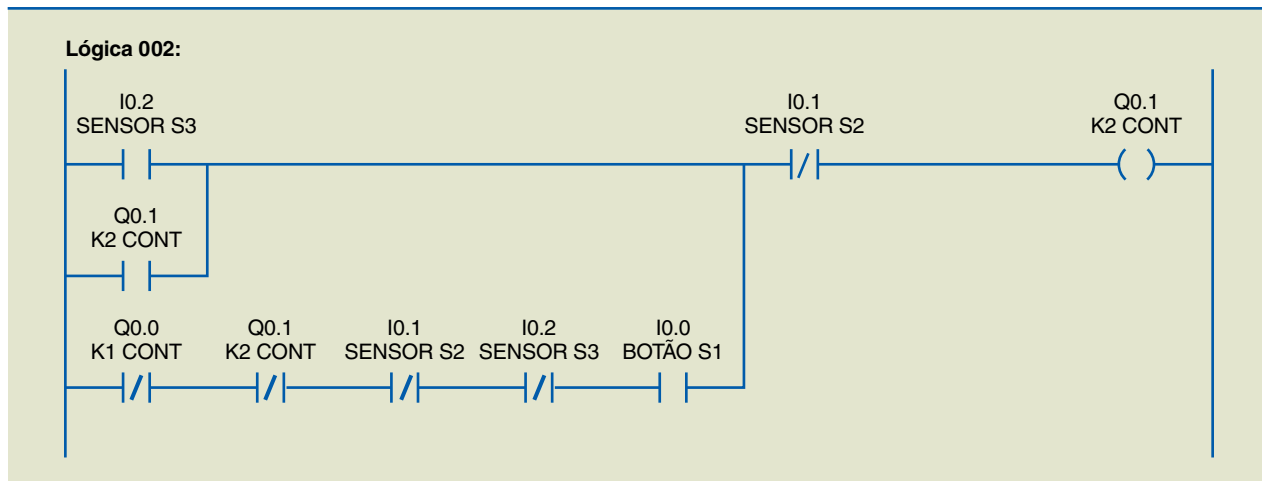 Lógica 002:
I0.2
SENSOR S3
I0.1
SENSOR S2
Q0.1
K2 CONT
Q0.1
K2 CONT
Q0.0
K1 CONT
Q0.1
K2 CONT
I0.1
SENSOR S2
I0.2
SENSOR S3
I0.0
BOTÃO S1